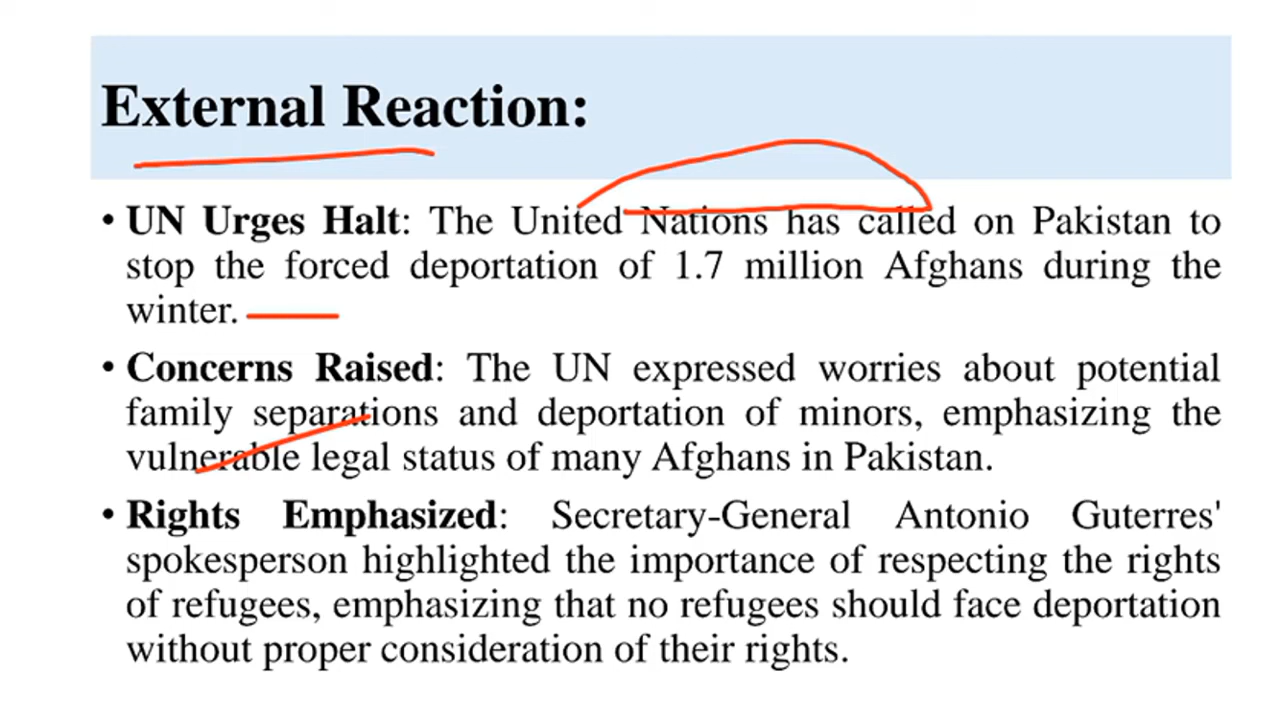 External Reaction:
• UN Urges Halt: The United Nations has called on Pakistan to
stop the forced deportation of 1.7 million Afghans during the
winter.
• Concerns Raised: The UN expressed worries about potential
family separations and deportation of minors, emphasizing the
vulnerable legal status of many Afghans in Pakistan.
• Rights Emphasized: Secretary-General Antonio Guterres'
spokesperson highlighted the importance of respecting the rights
of refugees, emphasizing that no refugees should face deportation
without proper consideration of their rights.